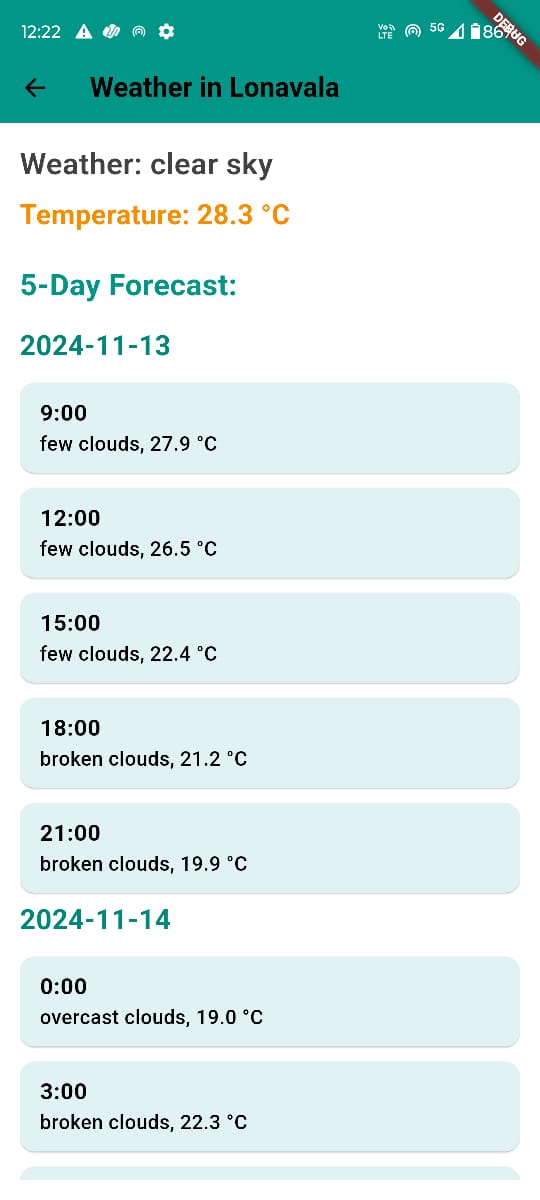 12:22
Vo))
LTE
5G
86
DEBUG
Weather in Lonavala
Weather: clear sky
Temperature: 28.3 °C
5-Day Forecast:
2024-11-13
9:00
few clouds, 27.9 °C
12:00
few clouds, 26.5 °C
15:00
few clouds, 22.4 °C
18:00
broken clouds, 21.2 °C
21:00
broken clouds, 19.9 °C
2024-11-14
0:00
overcast clouds, 19.0 °C
3:00
broken clouds, 22.3 °C